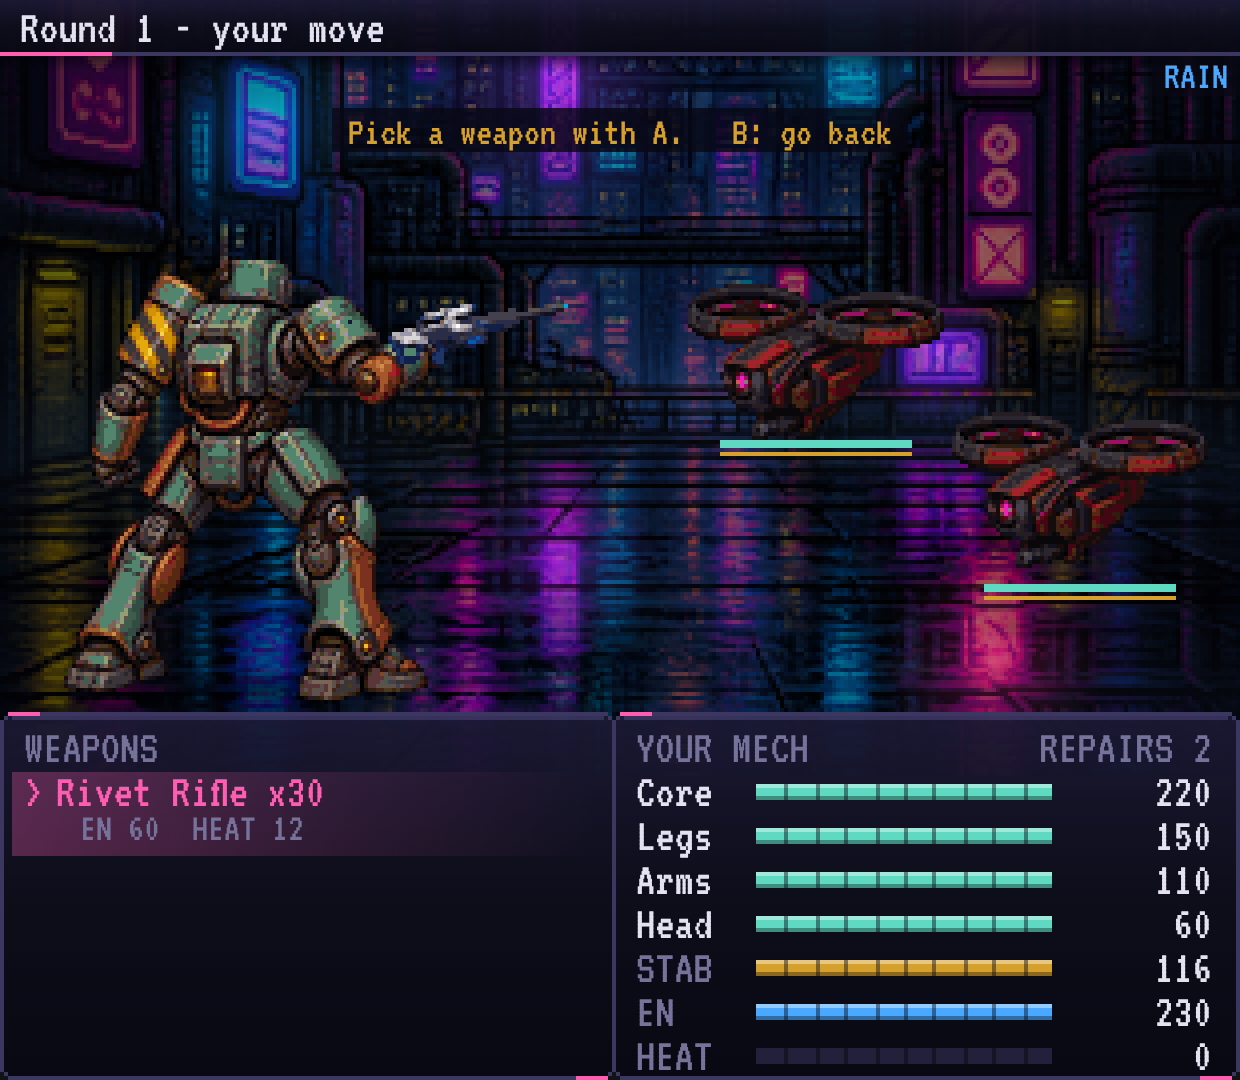 Round 1 - your move
RAIN
Pick a weapon with A.   B: go back
WEAPONS
> Rivet Rifle x30
EN 60  HEAT 12
YOUR MECH  REPAIRS 2
Core 220
Legs 150
Arms 110
Head 60
STAB 116
EN 230
HEAT 0